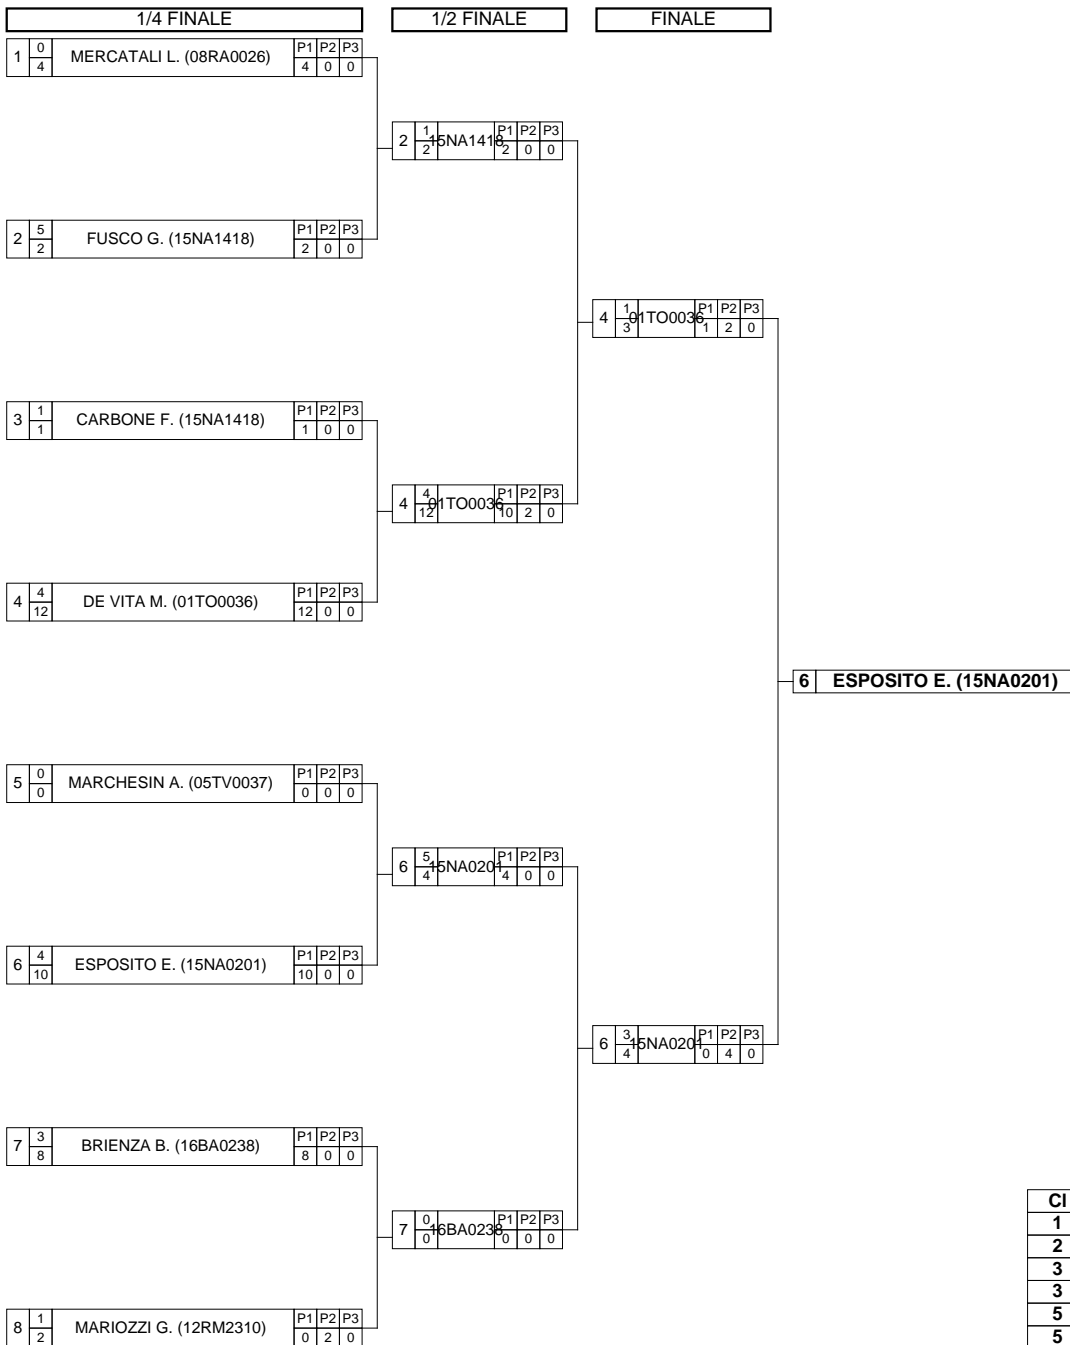 1/4 FINALE 1/2 FINALE FINALE
1 0 4 MERCATALI L. (08RA0026) P1 P2 P3 4 0 0
2 1 2 15NA1418 P1 P2 P3 2 0 0
2 5 2 FUSCO G. (15NA1418) P1 P2 P3 2 0 0
4 1 3 01TO0036 P1 P2 P3 1 2 0
3 1 1 CARBONE F. (15NA1418) P1 P2 P3 1 0 0
4 4 12 01TO0036 P1 P2 P3 10 2 0
4 4 12 DE VITA M. (01TO0036) P1 P2 P3 12 0 0
6 ESPOSITO E. (15NA0201)
5 0 0 MARCHESIN A. (05TV0037) P1 P2 P3 0 0 0
6 5 4 15NA0201 P1 P2 P3 4 0 0
6 4 10 ESPOSITO E. (15NA0201) P1 P2 P3 10 0 0
6 3 4 15NA0201 P1 P2 P3 0 4 0
7 3 8 BRIENZA B. (16BA0238) P1 P2 P3 8 0 0
7 0 0 16BA0238 P1 P2 P3 0 0 0
8 1 2 MARIOZZI G. (12RM2310) P1 P2 P3 0 2 0
Cl
1
2
3
3
5
5